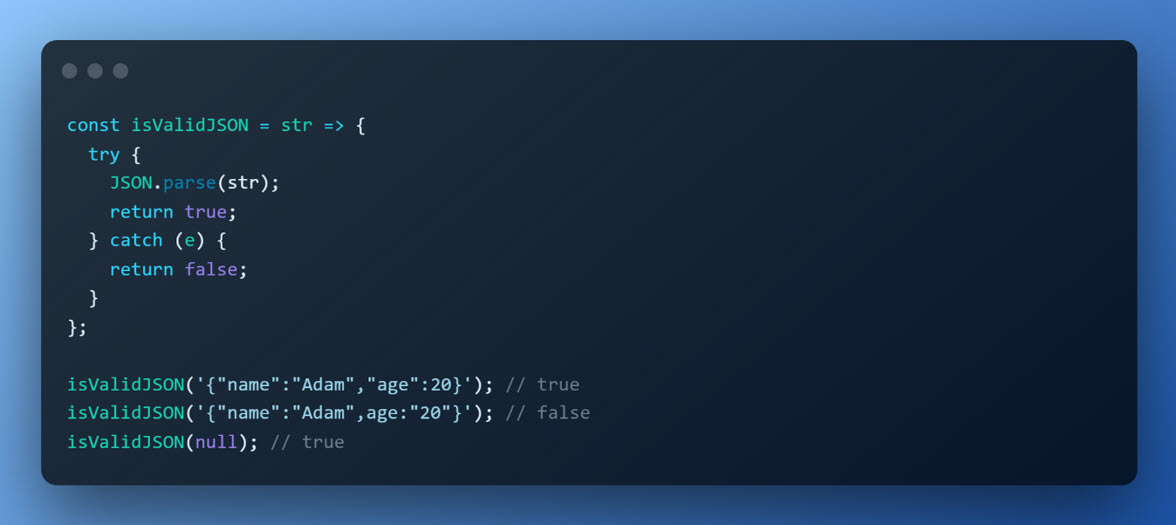 const isValidJSON = str => {
  try {
    JSON.parse(str);
    return true;
  } catch (e) {
    return false;
  }
};

isValidJSON('{"name":"Adam","age":20}'); // true
isValidJSON('{"name":"Adam",age:"20"}'); // false
isValidJSON(null); // true